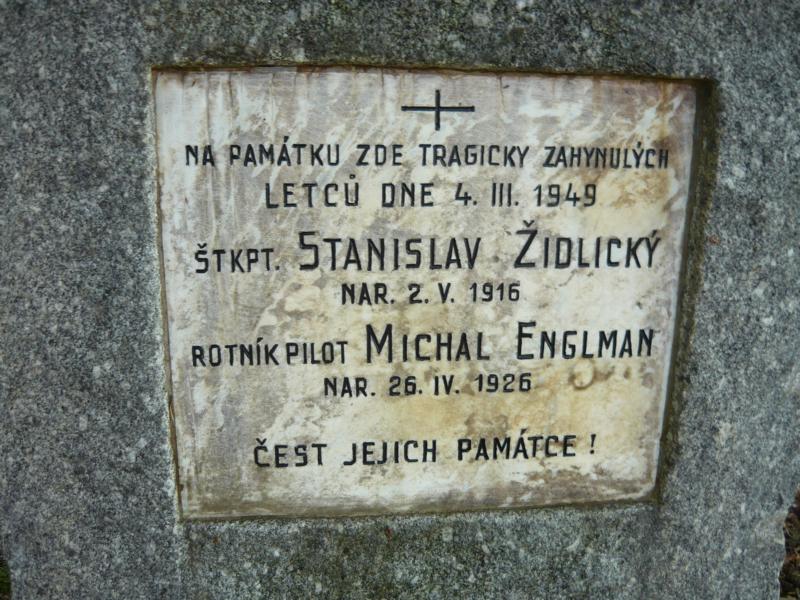 NA PAMÁTKU ZDE TRAGICKY ZAHYNULÝCH
LETCŮ DNE 4. III. 1949
ŠTKPT. STANISLAV ŽIDLICKÝ
NAR. 2. V. 1916
ROTNÍK PILOT MICHAL ENGLMAN
NAR. 26. IV. 1926
ČEST JEJICH PAMÁTCE !